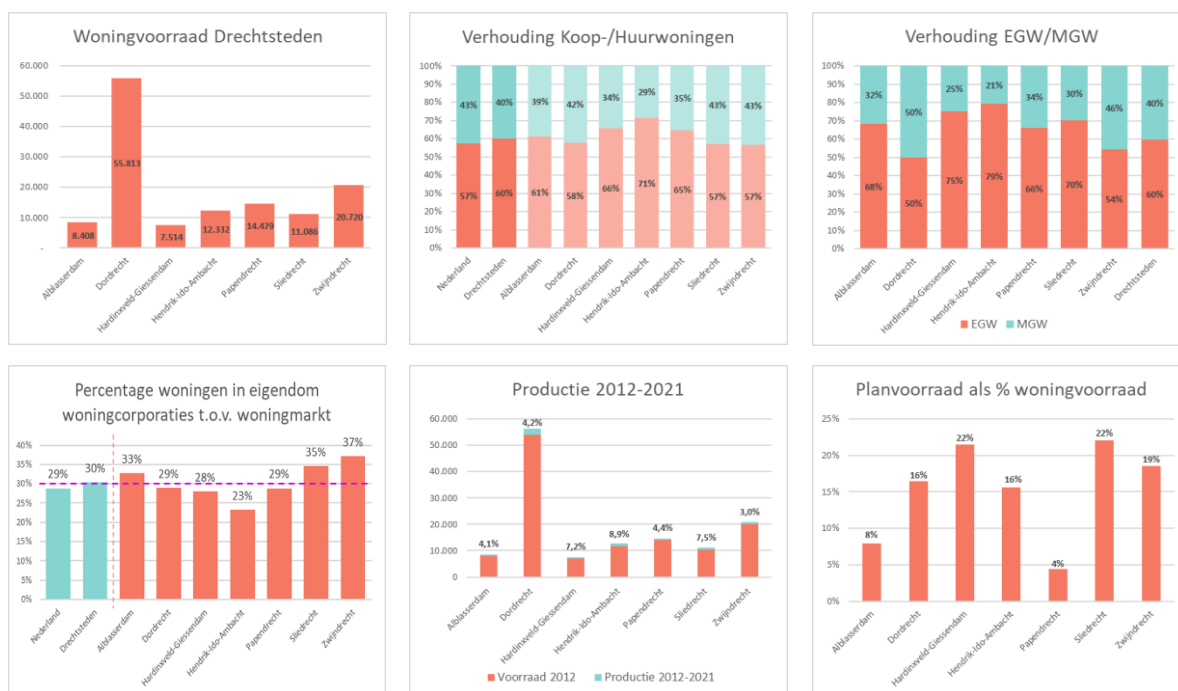 Woningvoorraad Drechtsteden
60.000
50.000
40.000
30.000
20.000
10.000
-
8.408
55.813
7.514
12.332
14.479
11.086
20.720
Alblasserdam
Dordrecht
Hardinxveld-Giessendam
Hendrik-Ido-Ambacht
Papendrecht
Sliedrecht
Zwijndrecht
Verhouding Koop-/Huurwoningen
100%
90%
80%
70%
60%
50%
40%
30%
20%
10%
0%
43%
40%
39%
42%
34%
29%
35%
43%
43%
57%
60%
61%
58%
66%
71%
65%
57%
57%
Nederland
Drechtsteden
Alblasserdam
Dordrecht
Hardinxveld-Giessendam
Hendrik-Ido-Ambacht
Papendrecht
Sliedrecht
Zwijndrecht
Verhouding EGW/MGW
100%
90%
80%
70%
60%
50%
40%
30%
20%
10%
0%
32%
50%
25%
21%
34%
30%
46%
40%
68%
50%
75%
79%
66%
70%
54%
60%
Alblasserdam
Dordrecht
Hardinxveld-Giessendam
Hendrik-Ido-Ambacht
Papendrecht
Sliedrecht
Zwijndrecht
Drechtsteden
EGW MGW
Percentage woningen in eigendom
woningcorporaties t.o.v. woningmarkt
40%
35%
30%
25%
20%
15%
10%
5%
0%
29%
30%
33%
29%
28%
23%
29%
35%
37%
Nederland
Drechtsteden
Alblasserdam
Dordrecht
Hardinxveld-Giessendam
Hendrik-Ido-Ambacht
Papendrecht
Sliedrecht
Zwijndrecht
Productie 2012-2021
60.000
50.000
40.000
30.000
20.000
10.000
0
4,1%
4,2%
7,2%
8,9%
4,4%
7,5%
3,0%
Alblasserdam
Dordrecht
Hardinxveld-Giessendam
Hendrik-Ido-Ambacht
Papendrecht
Sliedrecht
Zwijndrecht
Voorraad 2012 Productie 2012-2021
Planvoorraad als % woningvoorraad
25%
20%
15%
10%
5%
0%
8%
16%
22%
16%
4%
22%
19%
Alblasserdam
Dordrecht
Hardinxveld-Giessendam
Hendrik-Ido-Ambacht
Papendrecht
Sliedrecht
Zwijndrecht